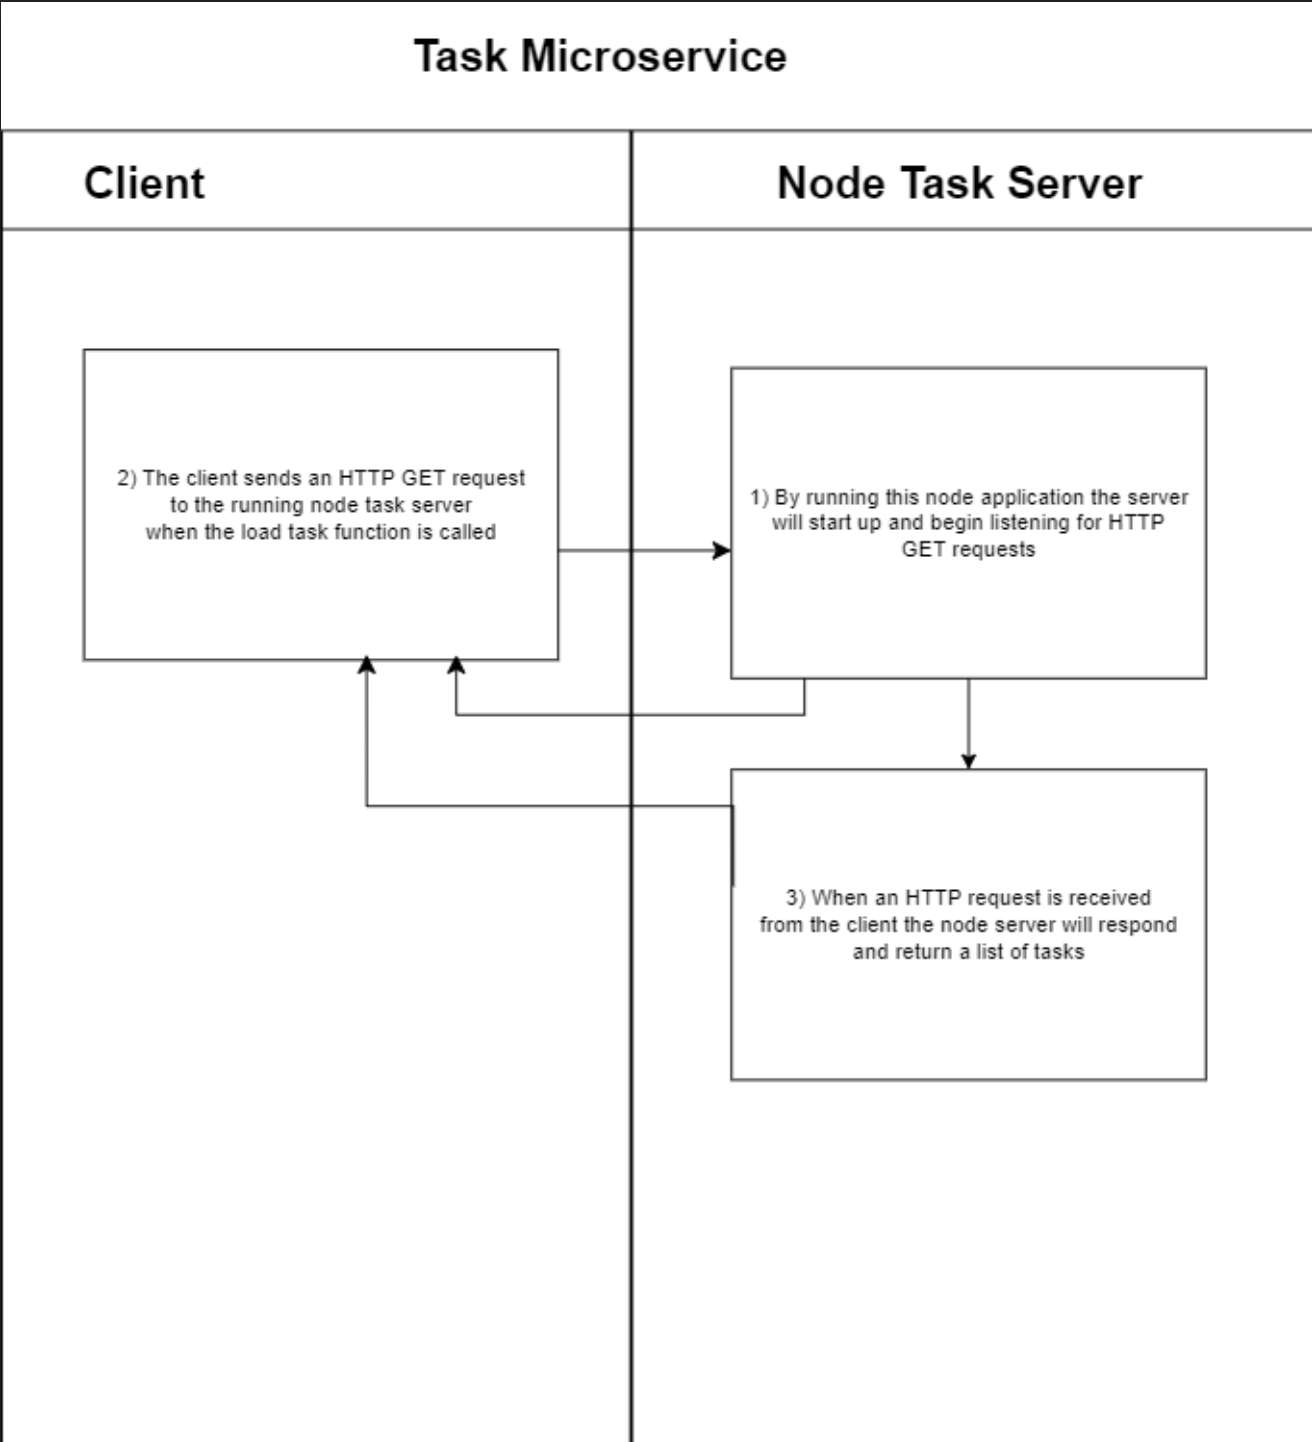 Task Microservice
Client
Node Task Server
2) The client sends an HTTP GET request
to the running node task server
when the load task function is called
1) By running this node application the server
will start up and begin listening for HTTP
GET requests
3) When an HTTP request is received
from the client the node server will respond
and return a list of tasks